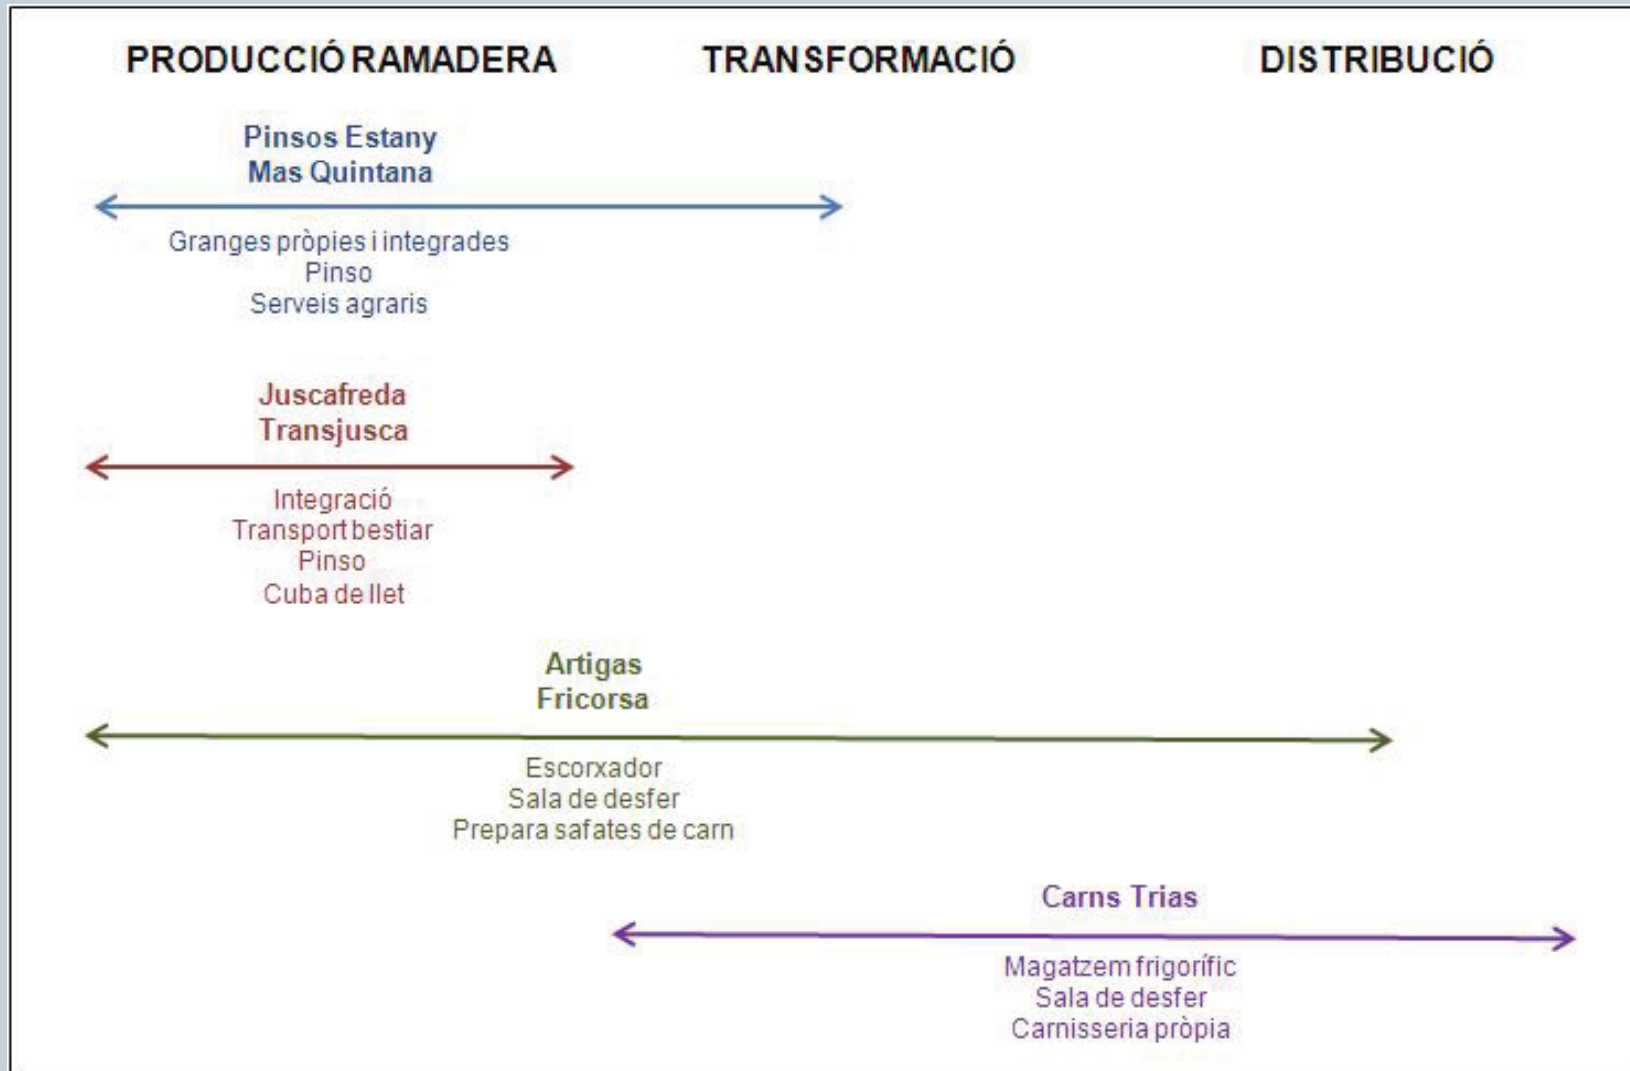 PRODUCCIÓ RAMADERA
TRANSFORMACIÓ
DISTRIBUCIÓ
Pinsos Estany
Mas Quintana
Granges pròpies i integrades
Pinso
Serveis agraris
Juscafreda
Transjusca
Integració
Transport bestiar
Pinso
Cuba de llet
Artigas
Fricorsa
Escorxador
Sala de desfer
Prepara safates de carn
Carns Trias
Magatzem frigorífic
Sala de desfer
Carnisseria pròpia